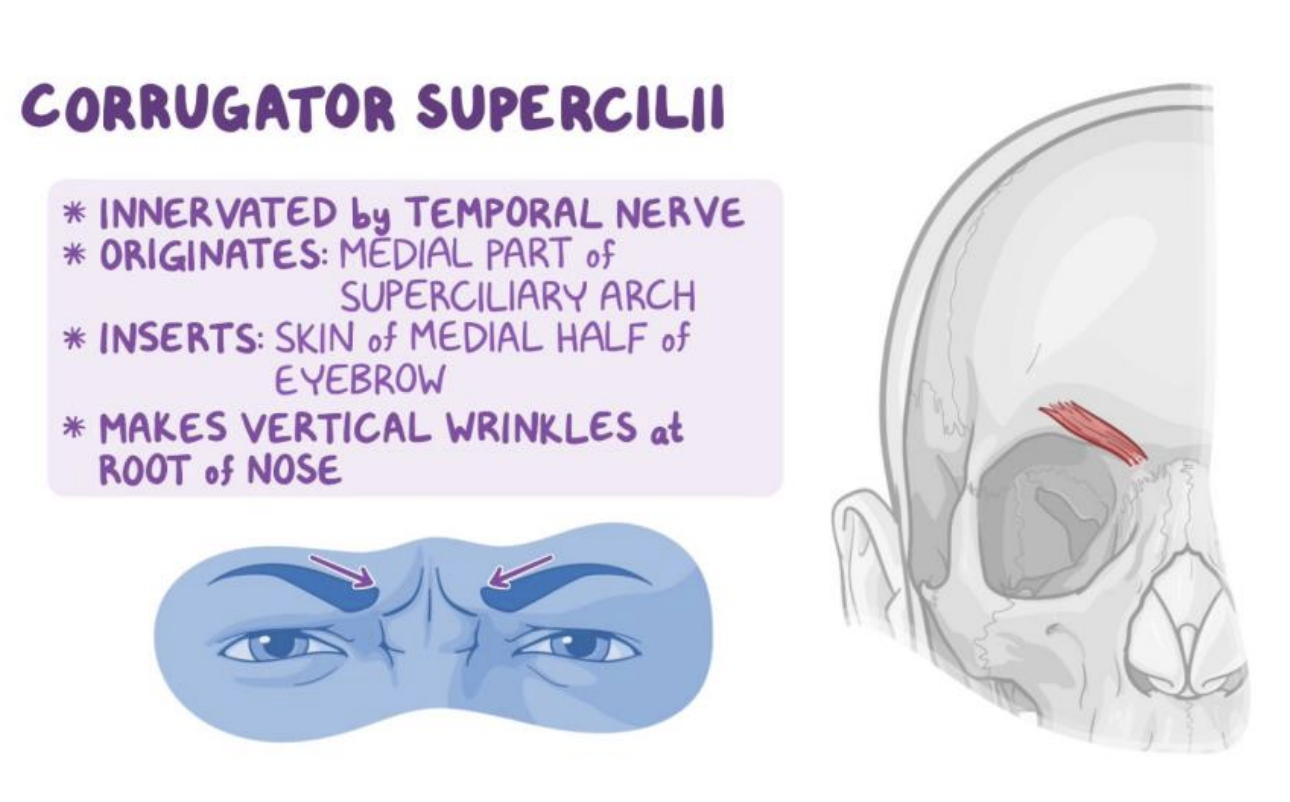 CORRUGATOR SUPERCILII
* INNERVATED by TEMPORAL NERVE
* ORIGINATES: MEDIAL PART of
SUPERCILIARY ARCH
* INSERTS: SKIN of MEDIAL HALF of
EYEBROW
* MAKES VERTICAL WRINKLES at
ROOT of NOSE